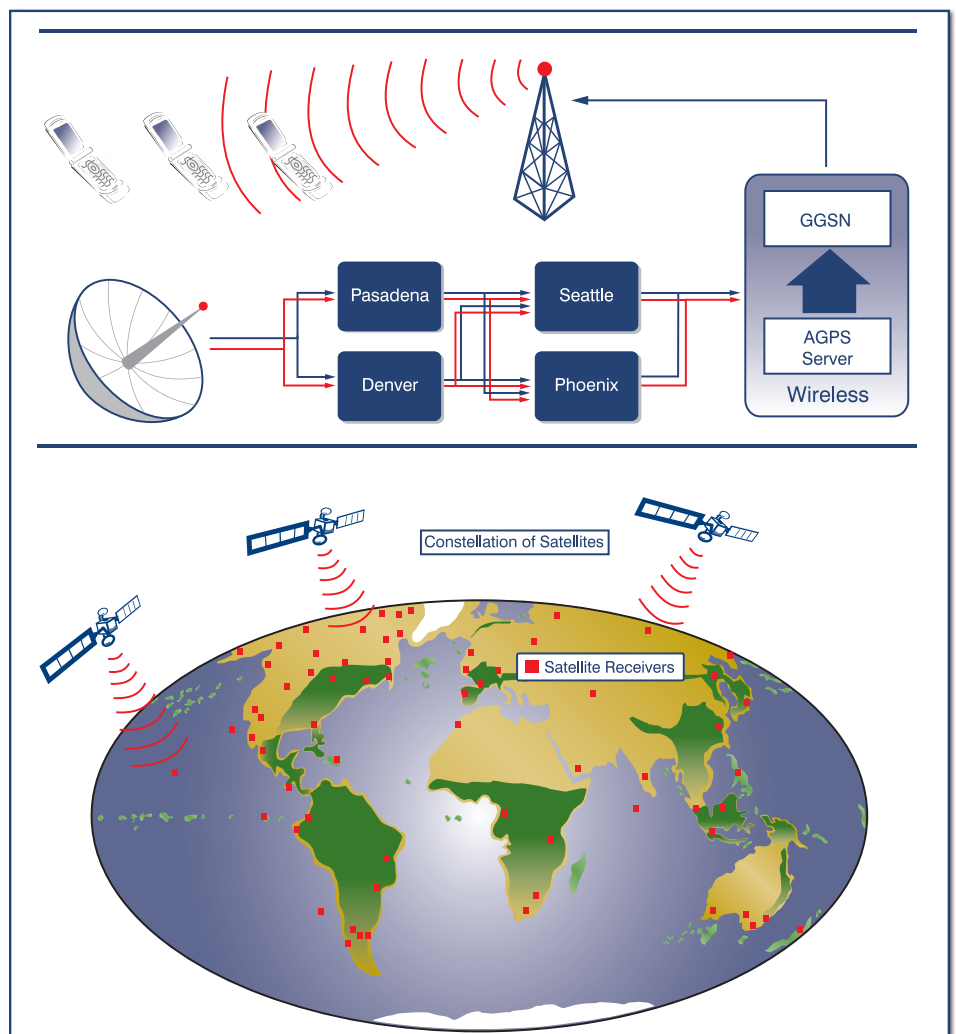 GGSN
Pasadena
Seattle
AGPS
Server
Denver
Phoenix
Wireless
Constellation of Satellites
Satellite Receivers